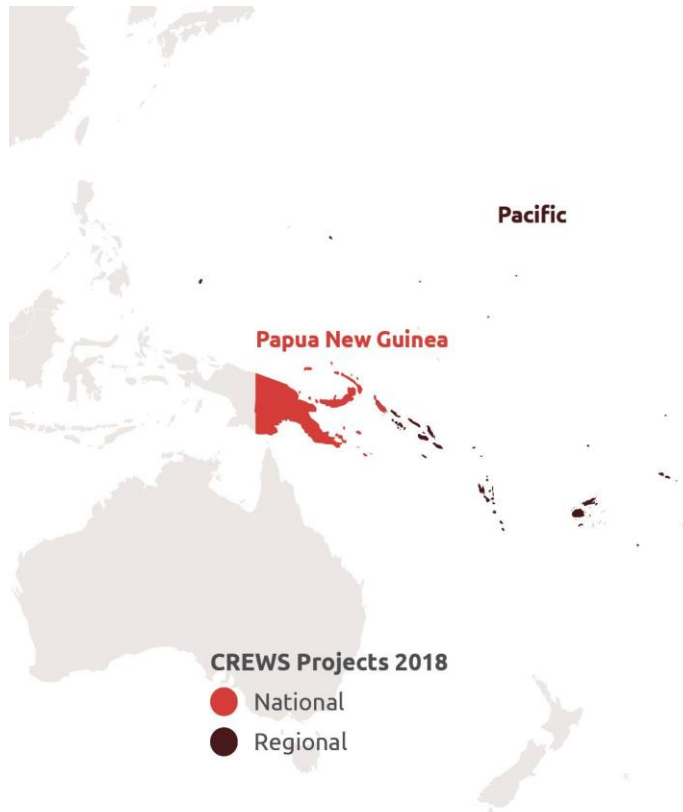 Pacific
Papua New Guinea
CREWS Projects 2018
National
Regional